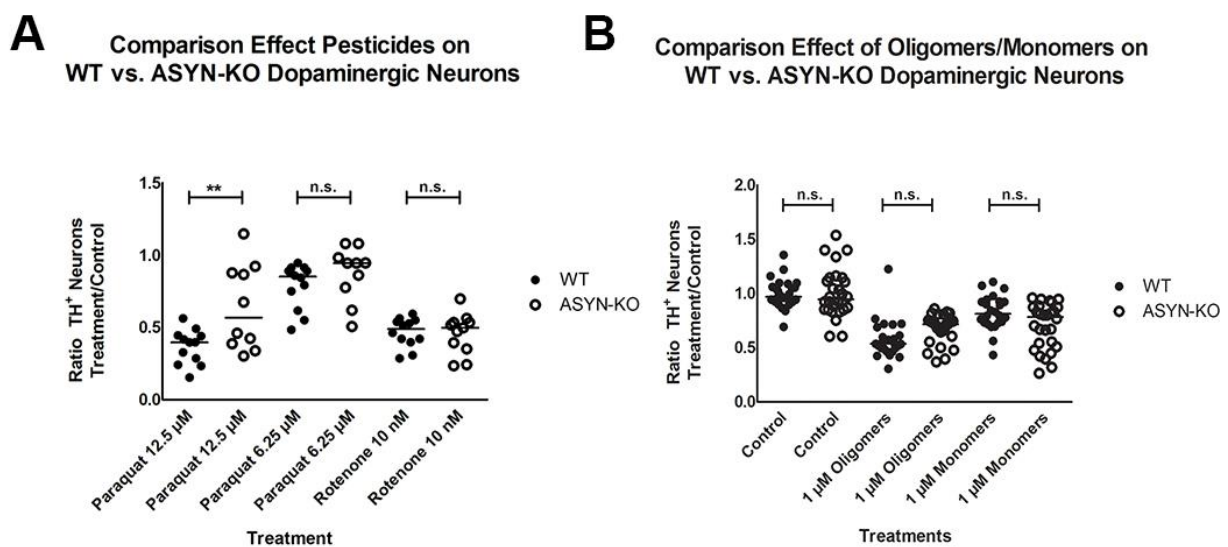 A
Comparison Effect Pesticides on
WT vs. ASYN-KO Dopaminergic Neurons
Ratio TH⁺ Neurons
Treatment/Control
1.5
1.0
0.5
0.0
**
n.s.
n.s.
WT
ASYN-KO
Paraquat 12.5 µM
Paraquat 12.5 µM
Paraquat 6.25 µM
Paraquat 6.25 µM
Rotenone 10 nM
Rotenone 10 nM
Treatment
B
Comparison Effect of Oligomers/Monomers on
WT vs. ASYN-KO Dopaminergic Neurons
Ratio TH⁺ Neurons
Treatment/Control
2.0
1.5
1.0
0.5
0.0
n.s.
n.s.
n.s.
WT
ASYN-KO
Control
Control
1 µM Oligomers
1 µM Oligomers
1 µM Monomers
1 µM Monomers
Treatments